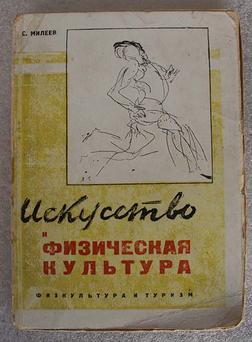 С. МИЛЕЕВ
Искусство
и
ФИЗИЧЕСКАЯ
КУЛЬТУРА
ФИЗКУЛЬТУРА И ТУРИЗМ